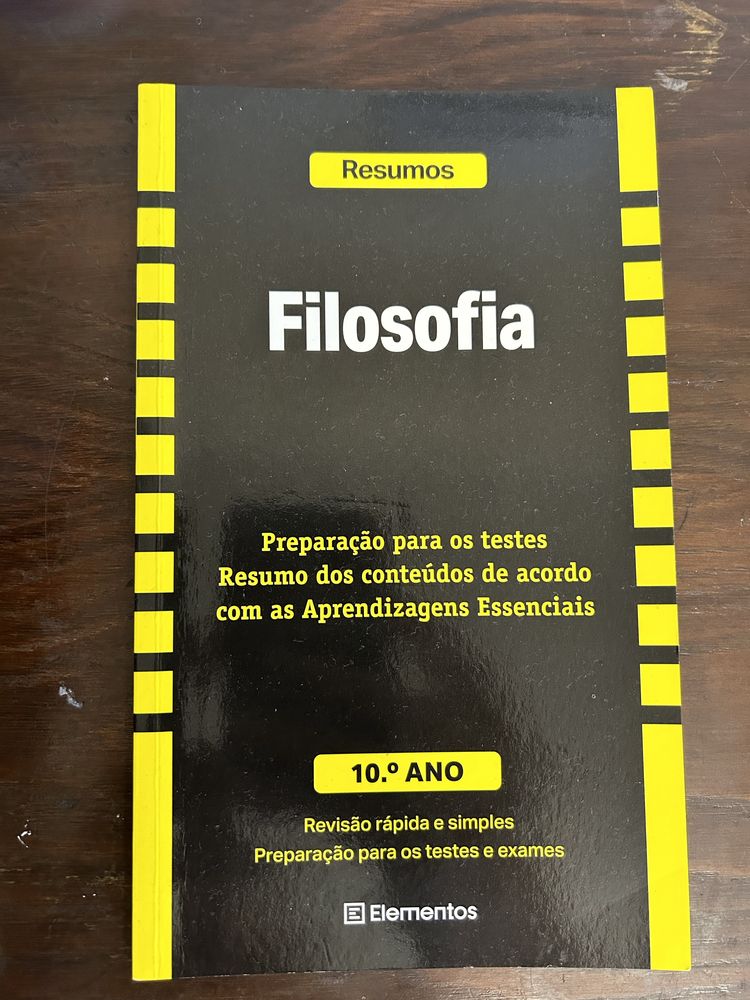 Resumos
Filosofia
Preparação para os testes
Resumo dos conteúdos de acordo
com as Aprendizagens Essenciais
10.º ANO
Revisão rápida e simples
Preparação para os testes e exames
Elementos